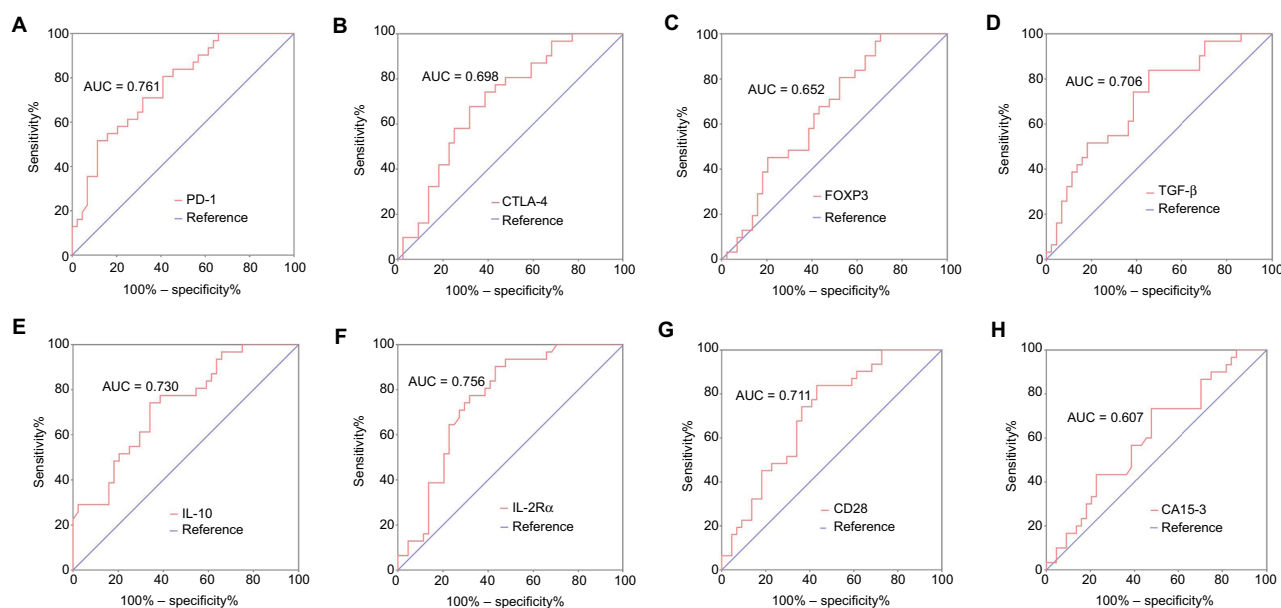 A
100
80
60
40
20
0
Sensitivity%
AUC = 0.761
PD-1
Reference
0 20 40 60 80 100
100% – specificity%
B
100
80
60
40
20
0
Sensitivity%
AUC = 0.698
CTLA-4
Reference
0 20 40 60 80 100
100% – specificity%
C
100
80
60
40
20
0
Sensitivity%
AUC = 0.652
FOXP3
Reference
0 20 40 60 80 100
100% – specificity%
D
100
80
60
40
20
0
Sensitivity%
AUC = 0.706
TGF-β
Reference
0 20 40 60 80 100
100% – specificity%
E
100
80
60
40
20
0
Sensitivity%
AUC = 0.730
IL-10
Reference
0 20 40 60 80 100
100% – specificity%
F
100
80
60
40
20
0
Sensitivity%
AUC = 0.756
IL-2Rα
Reference
0 20 40 60 80 100
100% – specificity%
G
100
80
60
40
20
0
Sensitivity%
AUC = 0.711
CD28
Reference
0 20 40 60 80 100
100% – specificity%
H
100
80
60
40
20
0
Sensitivity%
AUC = 0.607
CA15-3
Reference
0 20 40 60 80 100
100% – specificity%